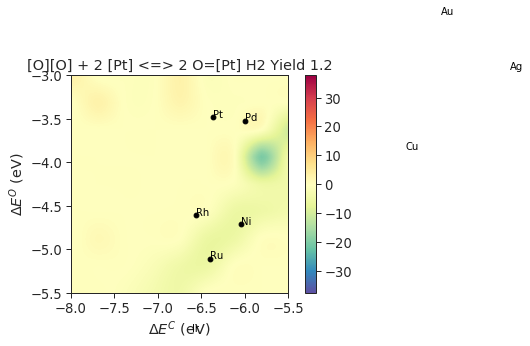 Au
Ag
[O][O] + 2 [Pt] <=> 2 O=[Pt] H2 Yield 1.2
Cu
−3.0
−3.5
−4.0
−4.5
−5.0
−5.5
ΔE^O (eV)
Pt
Pd
Rh
Ni
Ru
−8.0 −7.5 −7.0 −6.5 −6.0 −5.5
ΔE^C (eV)
Ir
30
20
10
0
−10
−20
−30